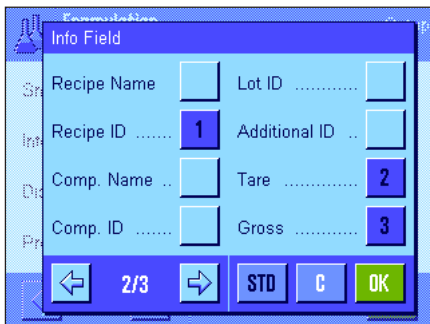 Formulation
Info Field
Recipe Name
Lot ID ............
Recipe ID ....... 1
Additional ID ..
Comp. Name ..
Tare ............. 2
Comp. ID .......
Gross ........... 3
2/3
STD
C
OK